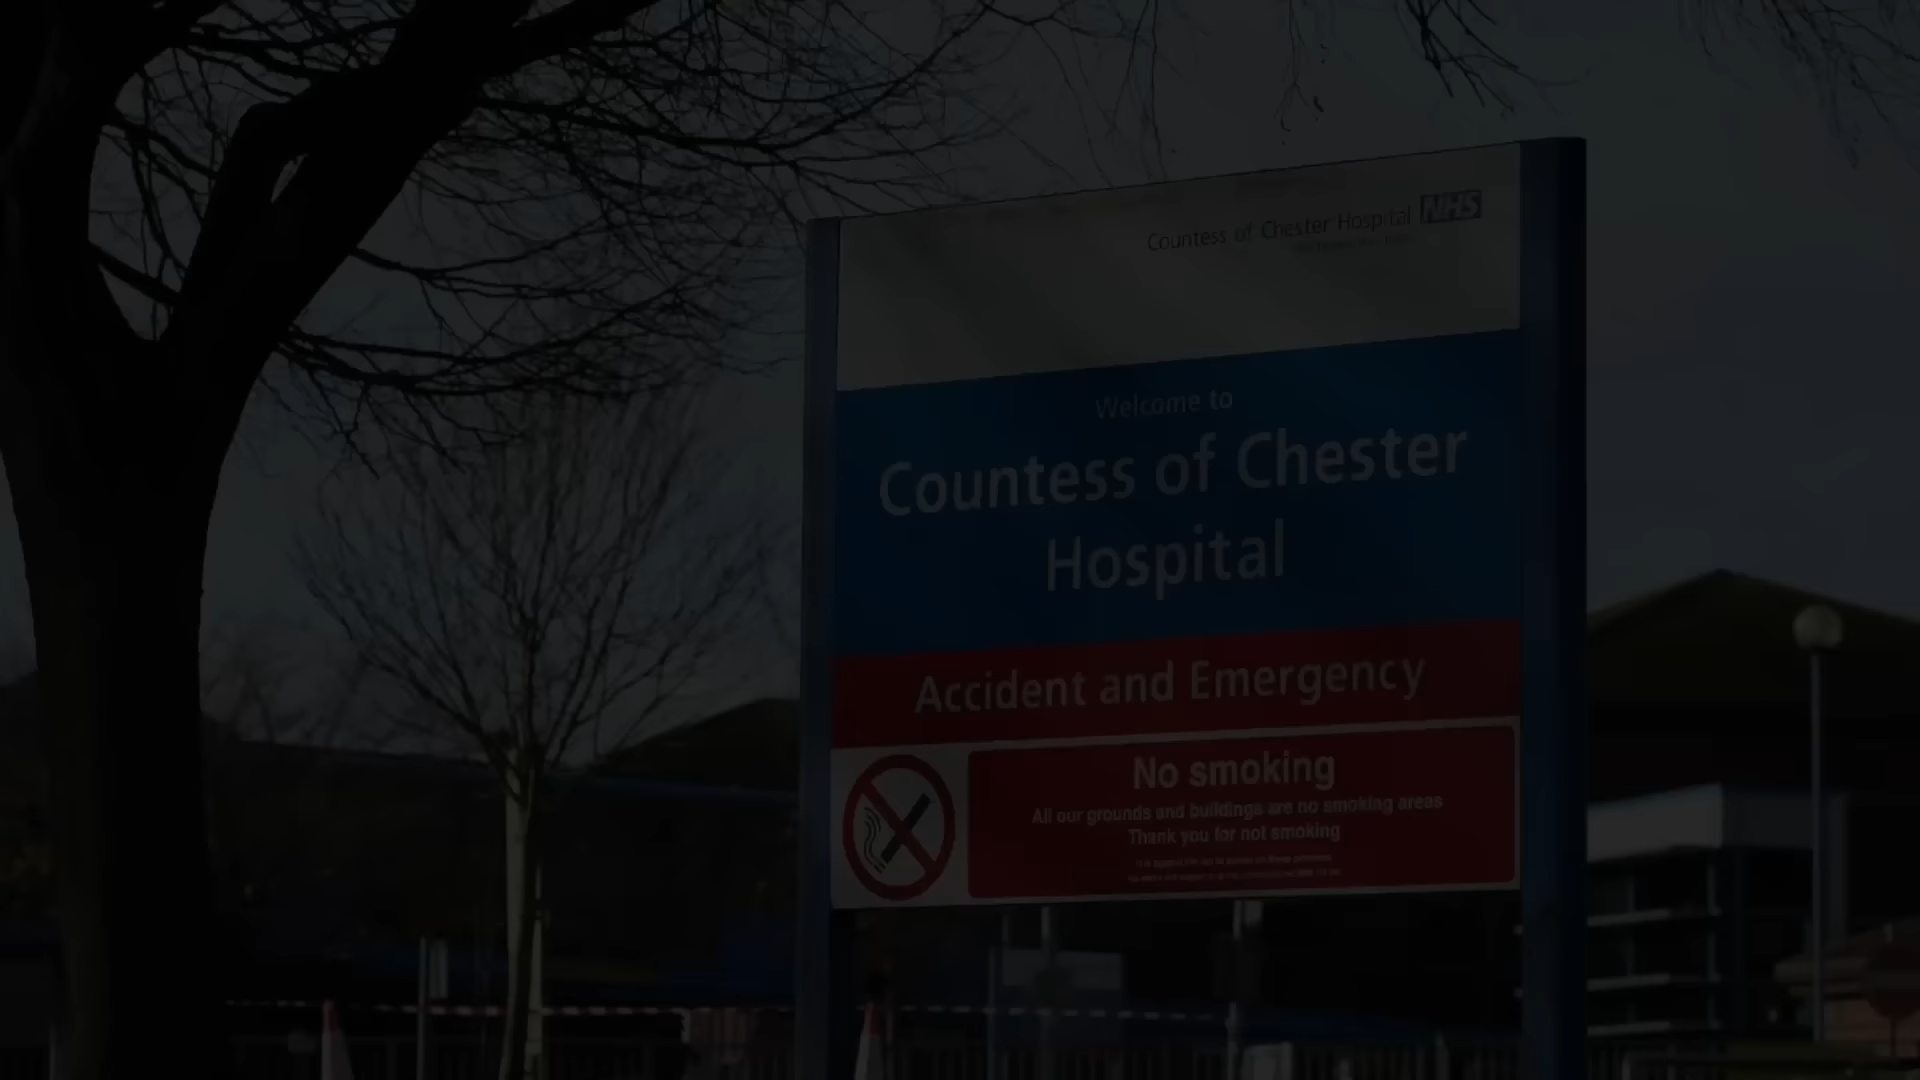 Countess of Chester Hospital NHS
Welcome to
Countess of Chester
Hospital
Accident and Emergency
No smoking
All our grounds and buildings are no smoking areas
Thank you for not smoking